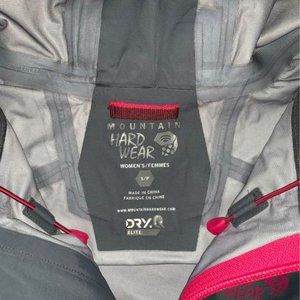 MOUNTAIN
HARD
WEAR
WOMEN'S/FEMMES
S/P
MADE IN CHINA
FABRIQUÉ EN CHINE
WWW.MOUNTAINHARDWEAR.COM
DRY.Q
ELITE